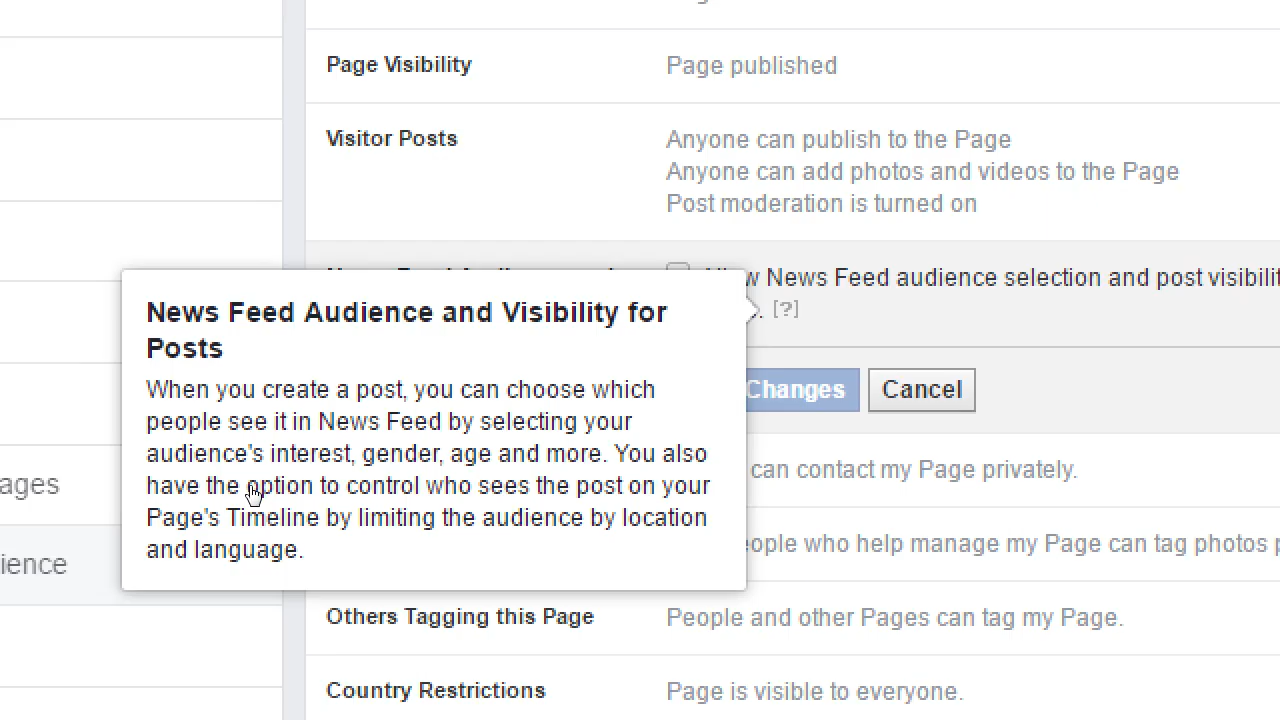 Page Visibility
Page published
Visitor Posts
Anyone can publish to the Page
Anyone can add photos and videos to the Page
Post moderation is turned on
News Feed audience selection and post visibilit
[?]
News Feed Audience and Visibility for
Posts
When you create a post, you can choose which
people see it in News Feed by selecting your
audience's interest, gender, age and more. You also
have the option to control who sees the post on your
Page's Timeline by limiting the audience by location
and language.
Changes
Cancel
can contact my Page privately.
ages
eople who help manage my Page can tag photos p
ience
Others Tagging this Page
People and other Pages can tag my Page.
Country Restrictions
Page is visible to everyone.